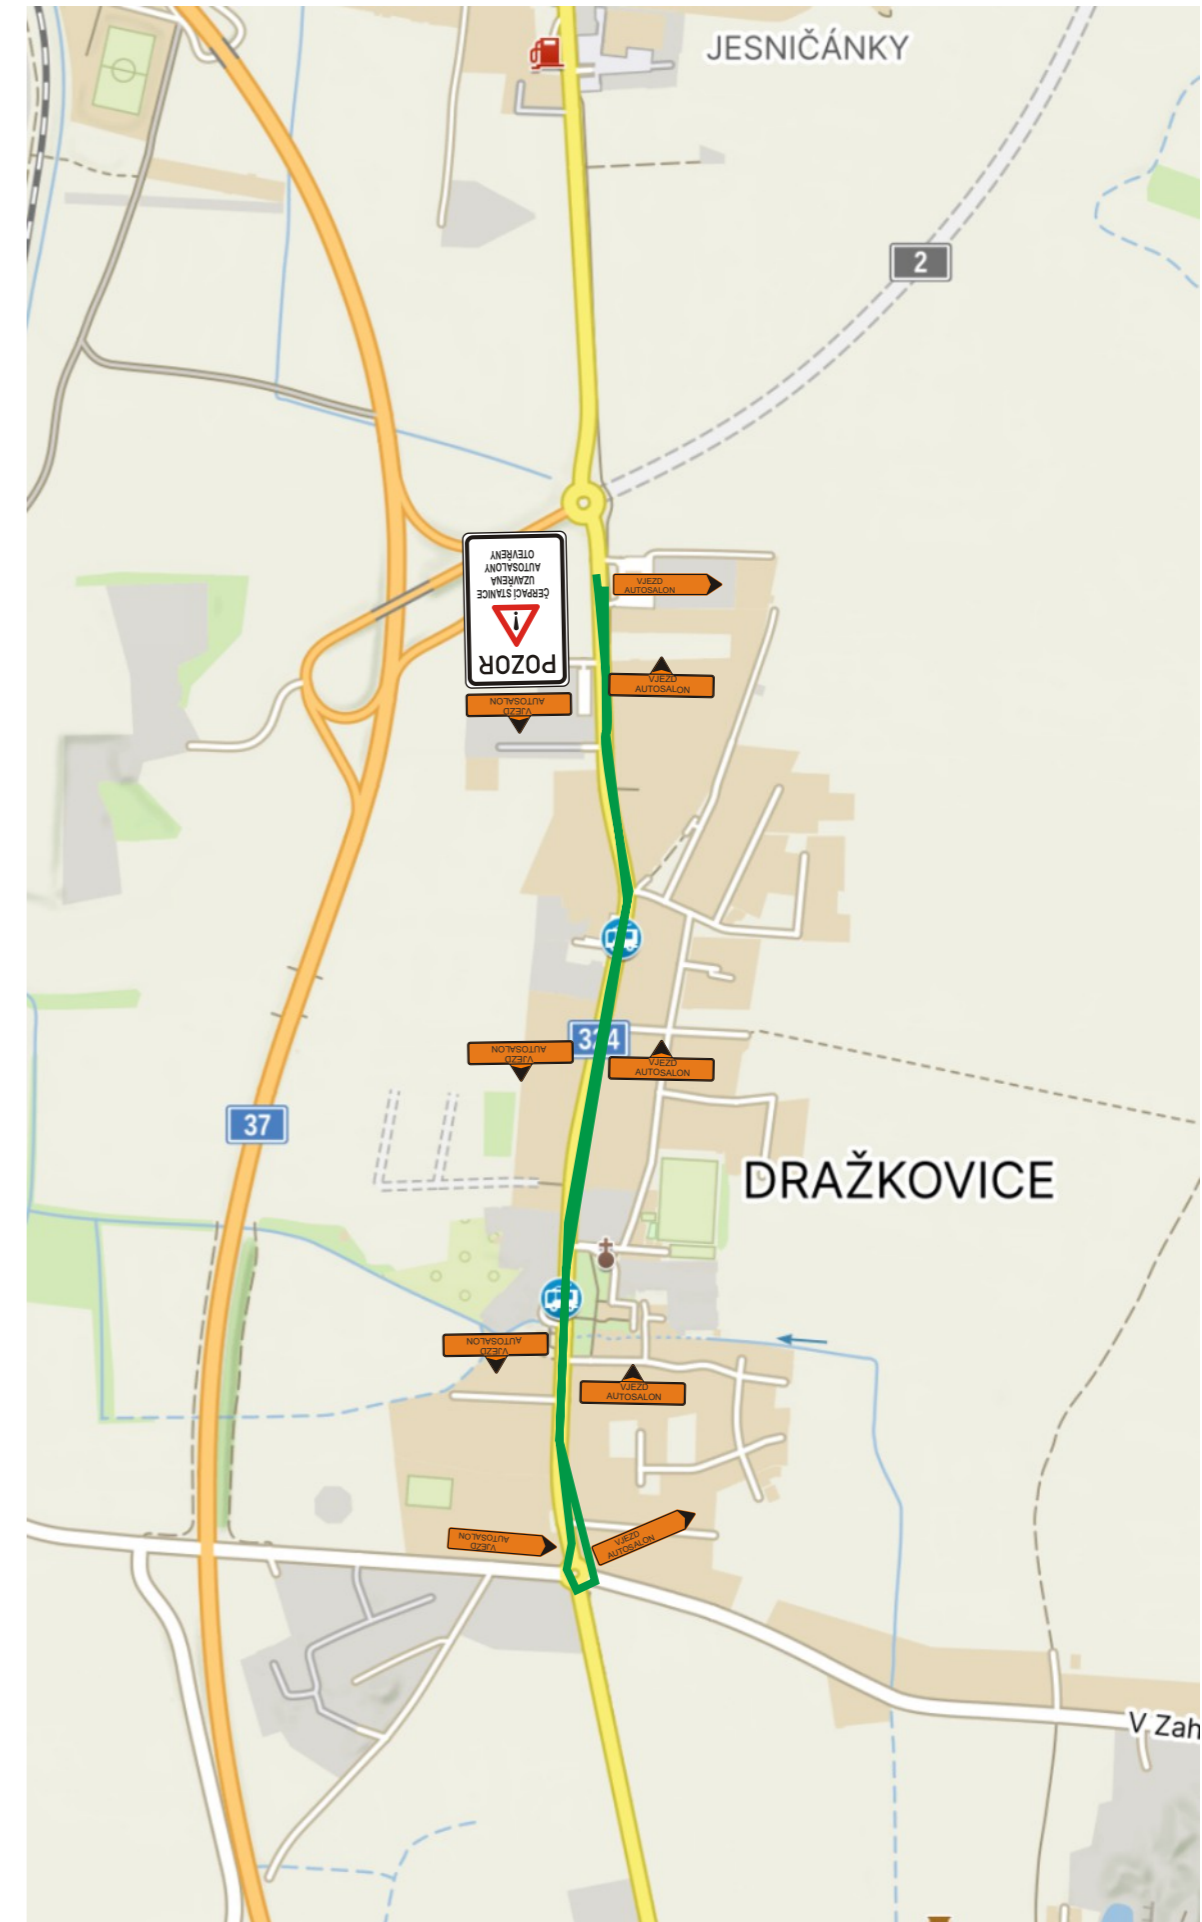 JESNIČÁNKY
2
POZOR
ČERPACÍ STANICE
UZAVŘENA
AUTOSALONY
OTEVŘENY
VJEZD
AUTOSALON
VJEZD
AUTOSALON
VJEZD
AUTOSALON
324
VJEZD
AUTOSALON
VJEZD
AUTOSALON
37
DRAŽKOVICE
VJEZD
AUTOSALON
VJEZD
AUTOSALON
VJEZD
AUTOSALON
VJEZD
AUTOSALON
V Zah